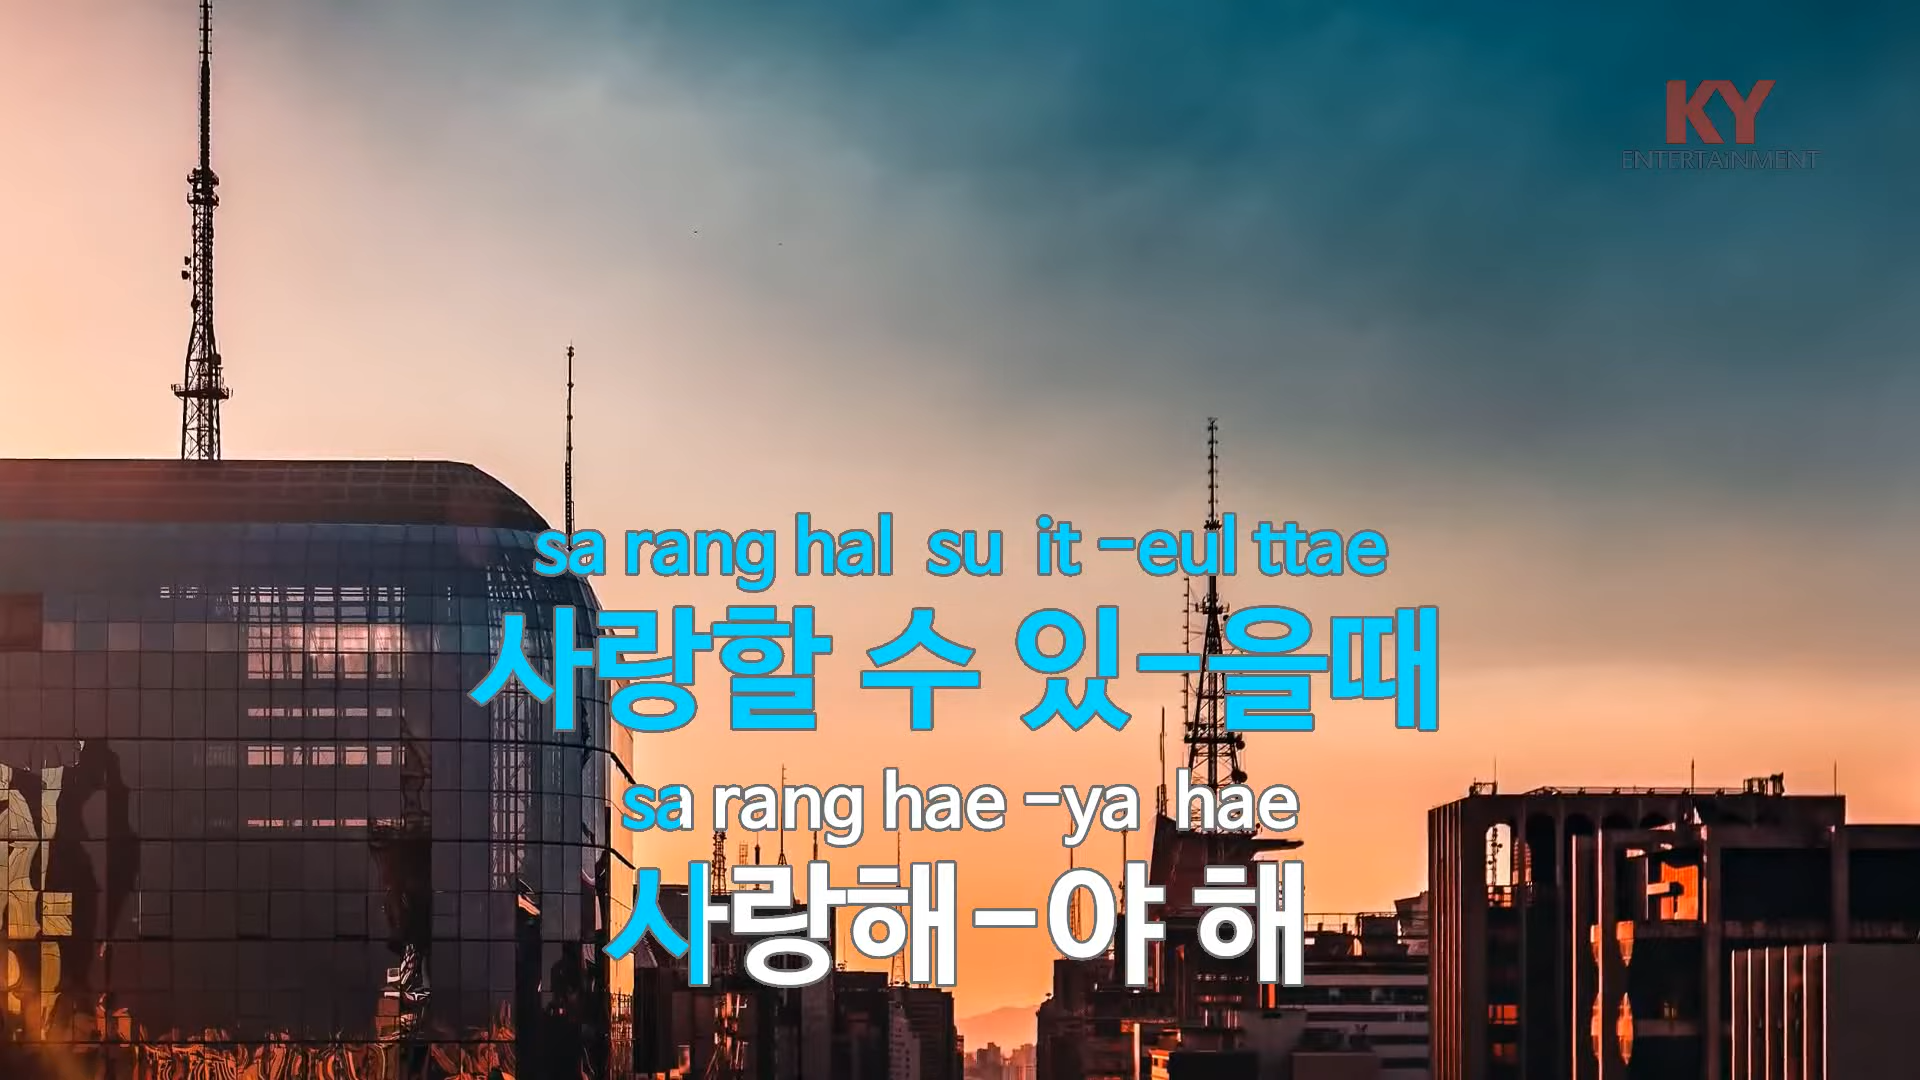 KY
ENTERTAINMENT
sa rang hal su it -eul ttae
사랑할 수 있-을때
sa rang hae -ya hae
사랑해-야 해